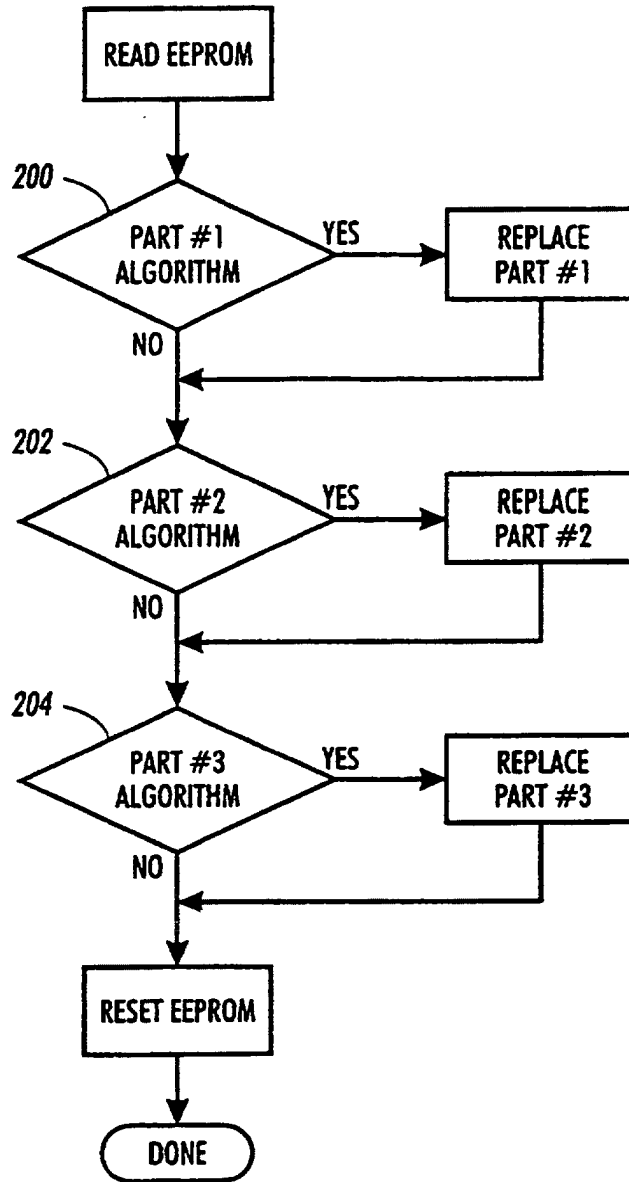 READ EEPROM
200
PART #1
ALGORITHM
YES
REPLACE
PART #1
NO
202
PART #2
ALGORITHM
YES
REPLACE
PART #2
NO
204
PART #3
ALGORITHM
YES
REPLACE
PART #3
NO
RESET EEPROM
DONE